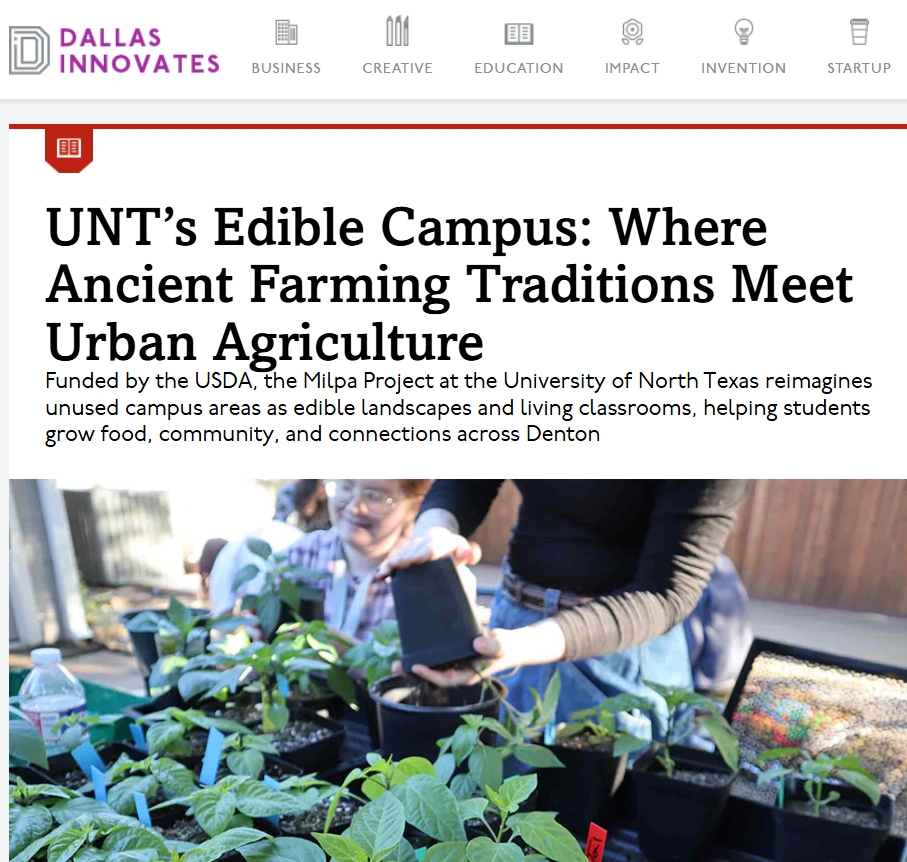 DALLAS
INNOVATES
BUSINESS
CREATIVE
EDUCATION
IMPACT
INVENTION
STARTUP
UNT’s Edible Campus: Where
Ancient Farming Traditions Meet
Urban Agriculture
Funded by the USDA, the Milpa Project at the University of North Texas reimagines
unused campus areas as edible landscapes and living classrooms, helping students
grow food, community, and connections across Denton